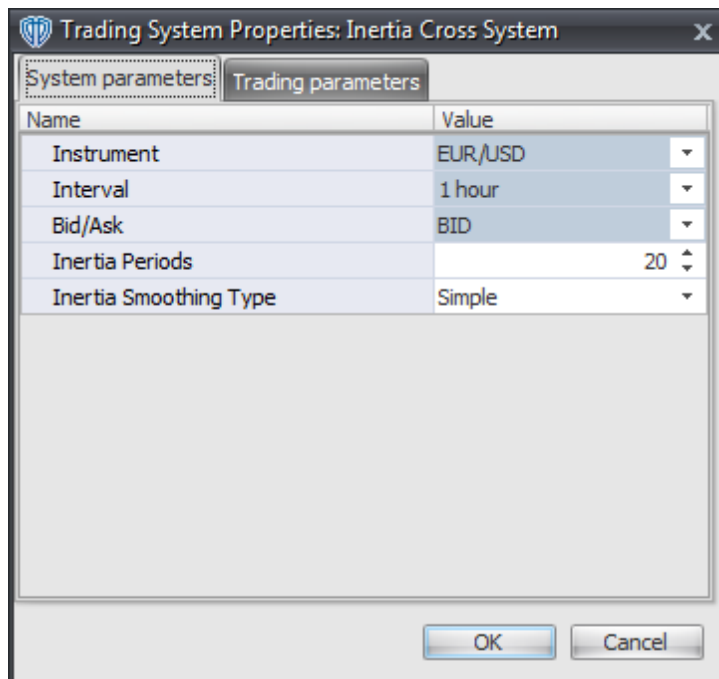 Trading System Properties: Inertia Cross System x
System parameters Trading parameters
Name Value
Instrument EUR/USD
Interval 1 hour
Bid/Ask BID
Inertia Periods 20
Inertia Smoothing Type Simple
OK Cancel